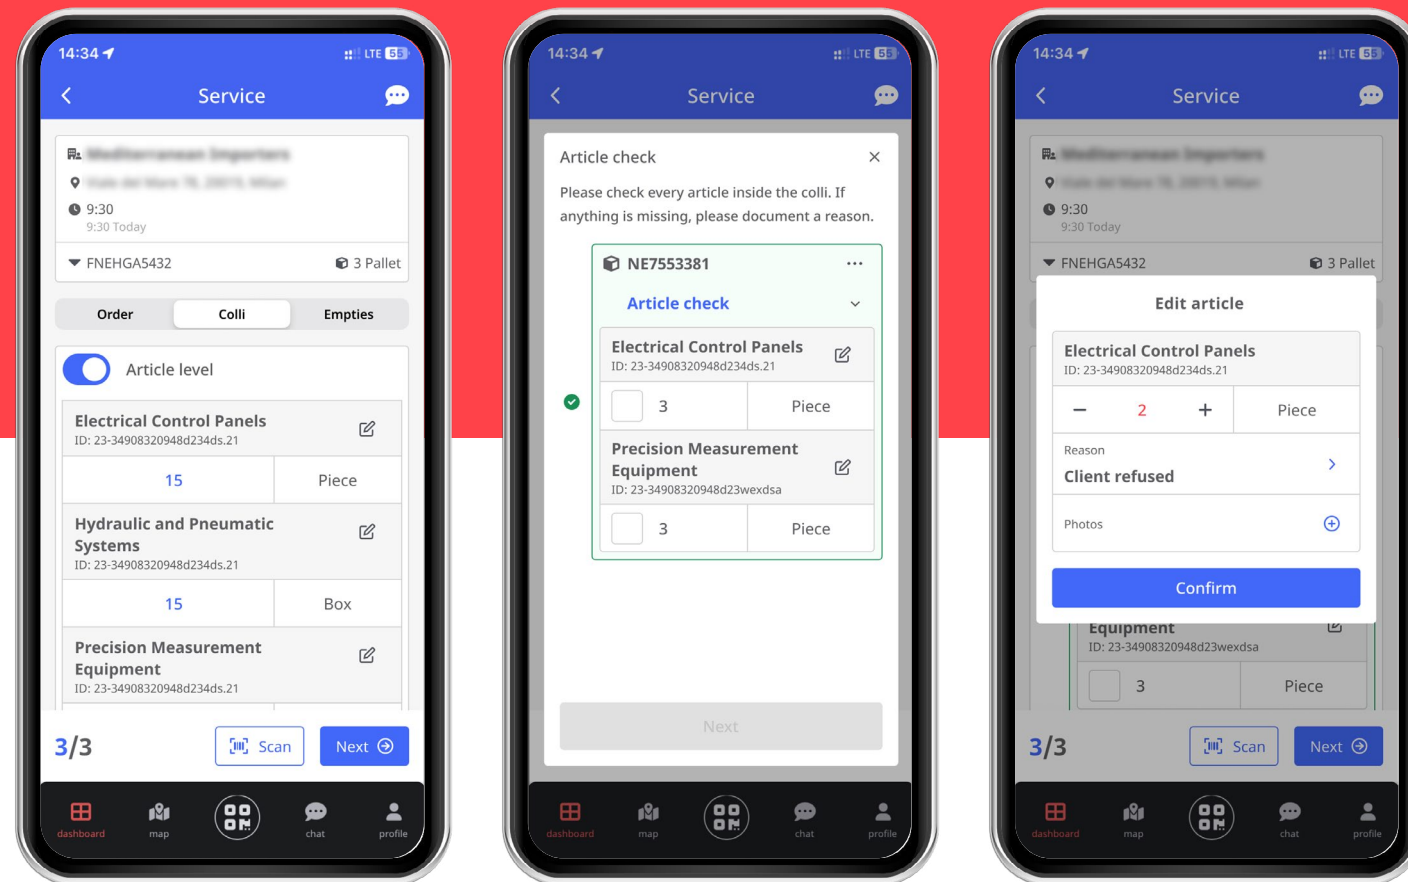 14:34
LTE 55
Service
9:30
9:30 Today
FNEHGA5432
3 Pallet
Order
Colli
Empties
Article level
Electrical Control Panels
ID: 23-34908320948d234ds.21
15
Piece
Hydraulic and Pneumatic
Systems
ID: 23-34908320948d234ds.21
15
Box
Precision Measurement
Equipment
ID: 23-34908320948d234ds.21
3/3
Scan
Next
dashboard
map
chat
profile
14:34
LTE 55
Service
Article check
Please check every article inside the colli. If
anything is missing, please document a reason.
NE7553381
Article check
Electrical Control Panels
ID: 23-34908320948d234ds.21
3
Piece
Precision Measurement
Equipment
ID: 23-34908320948d23wexdsa
3
Piece
Next
dashboard
map
chat
profile
14:34
LTE 55
Service
9:30
9:30 Today
FNEHGA5432
3 Pallet
Edit article
Electrical Control Panels
ID: 23-34908320948d234ds.21
2
Piece
Reason
Client refused
Photos
Confirm
Equipment
ID: 23-34908320948d23wexdsa
3
Piece
3/3
Scan
Next
dashboard
map
chat
profile